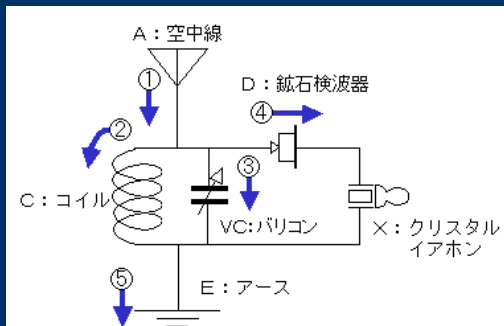 A：空中線
①
D：鉱石検波器
④
②
③
C：コイル
VC:バリコン
X：クリスタル
イアホン
⑤
E：アース